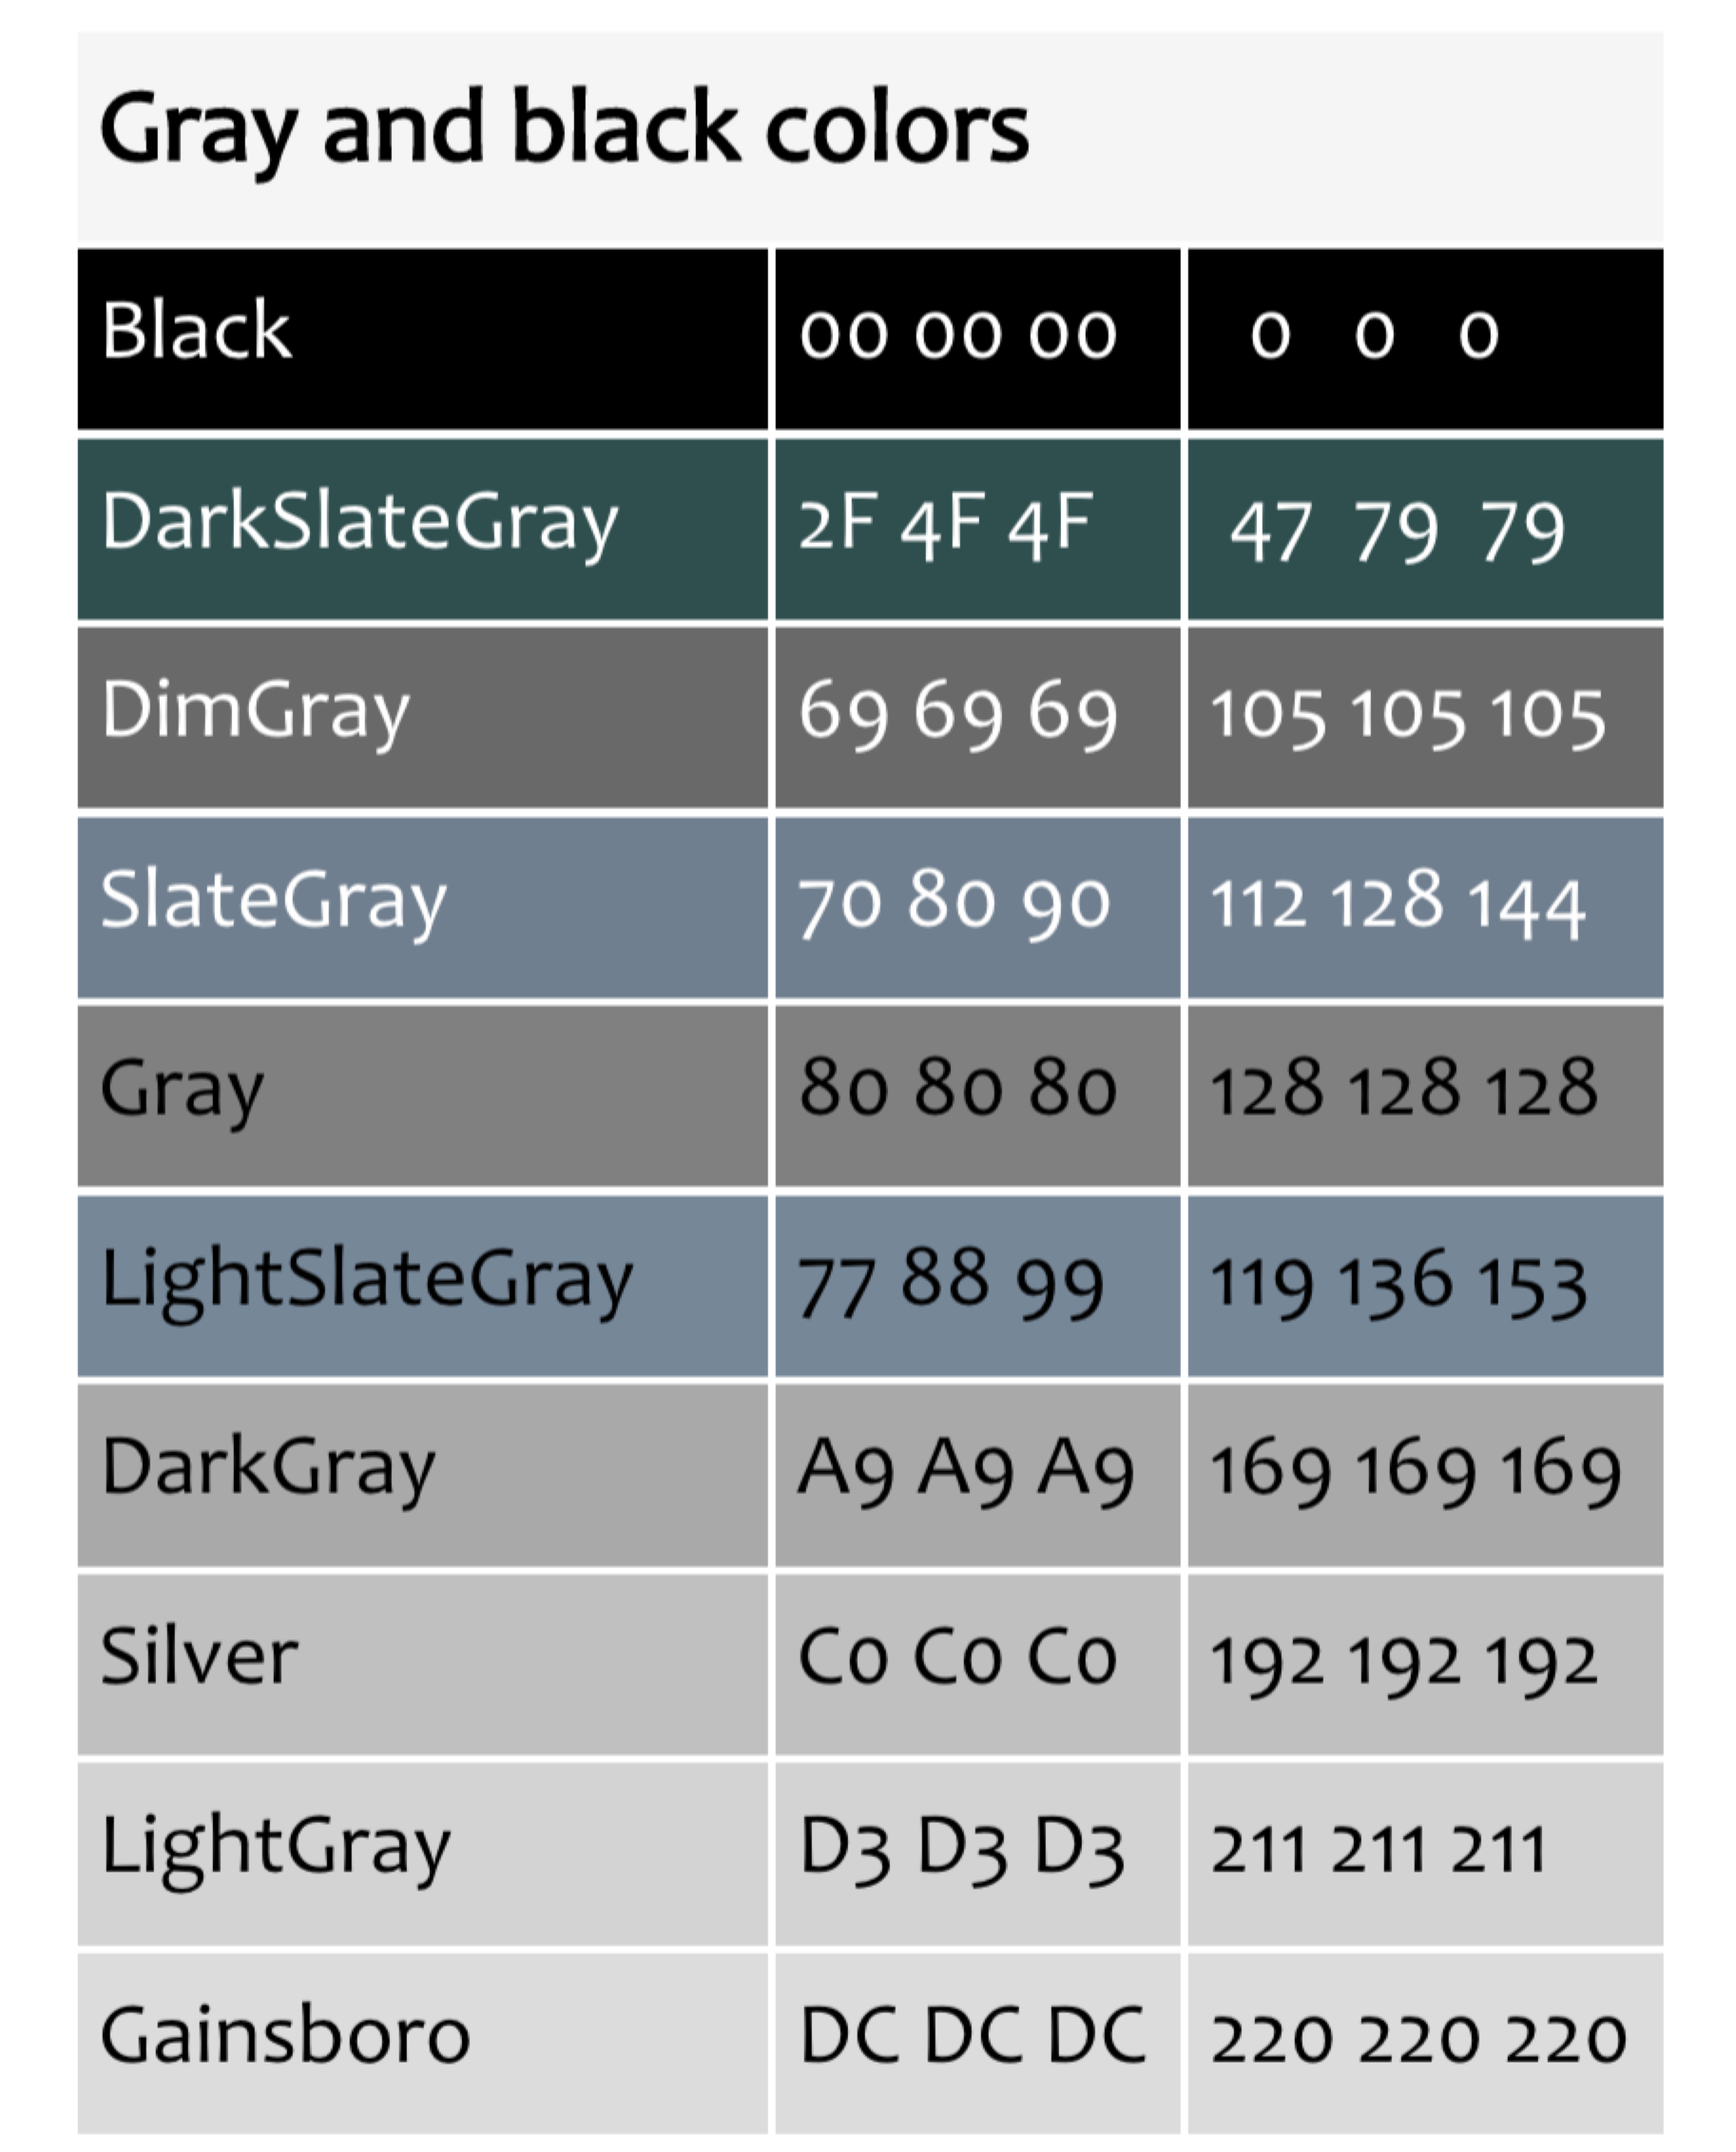 Gray and black colors
Black 00 00 00 0 0 0
DarkSlateGray 2F 4F 4F 47 79 79
DimGray 69 69 69 105 105 105
SlateGray 70 80 90 112 128 144
Gray 80 80 80 128 128 128
LightSlateGray 77 88 99 119 136 153
DarkGray A9 A9 A9 169 169 169
Silver C0 C0 C0 192 192 192
LightGray D3 D3 D3 211 211 211
Gainsboro DC DC DC 220 220 220